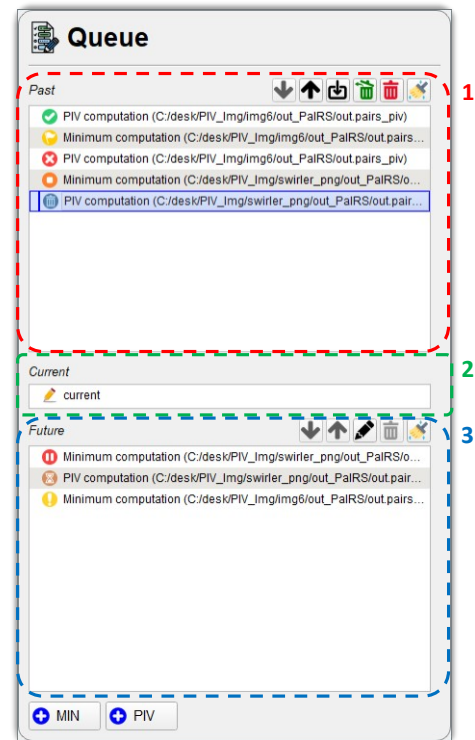 Queue
Past
1
PIV computation (C:/desk/PIV_Img/img6/out_PaIRS/out.pairs_piv)
Minimum computation (C:/desk/PIV_Img/img6/out_PaIRS/out.pairs...
PIV computation (C:/desk/PIV_Img/img6/out_PaIRS/out.pairs_piv)
Minimum computation (C:/desk/PIV_Img/swirler_png/out_PaIRS/o...
PIV computation (C:/desk/PIV_Img/swirler_png/out_PaIRS/out.pair...
2
Current
current
Future
3
Minimum computation (C:/desk/PIV_Img/swirler_png/out_PaIRS/o...
PIV computation (C:/desk/PIV_Img/swirler_png/out_PaIRS/out.pair...
Minimum computation (C:/desk/PIV_Img/img6/out_PaIRS/out.pairs...
MIN PIV